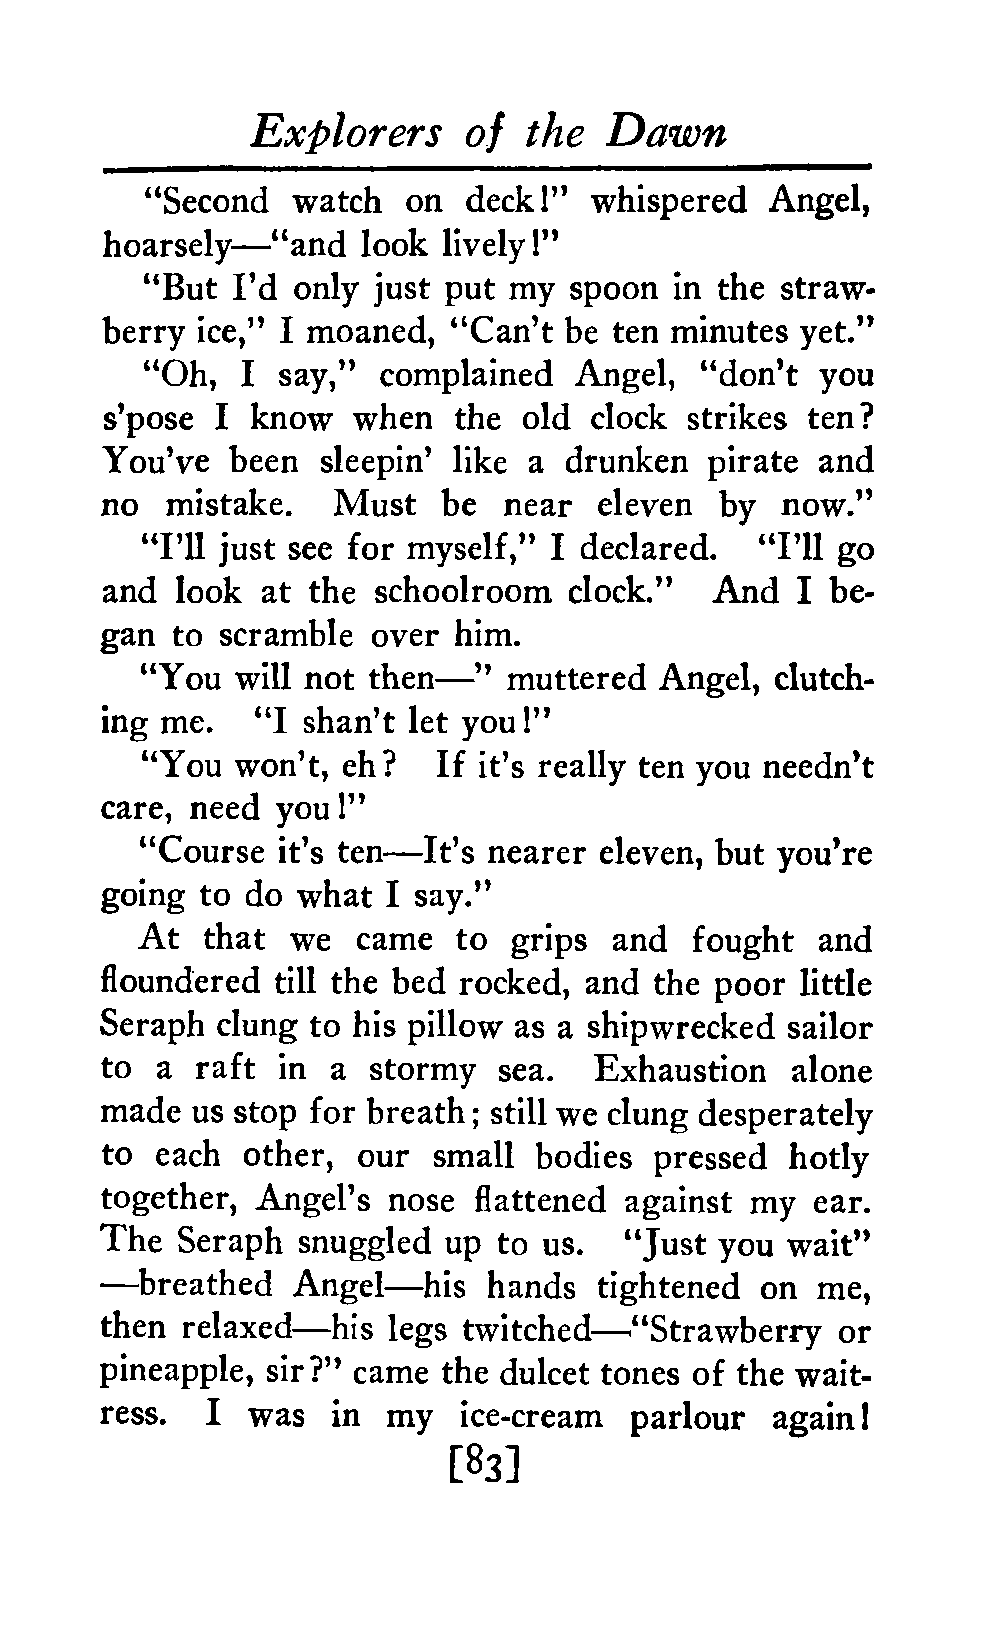 Explorers of the Dawn
"Second watch on deck!" whispered Angel,
hoarsely—"and look lively!"
"But I'd only just put my spoon in the straw-
berry ice," I moaned, "Can't be ten minutes yet."
"Oh, I say," complained Angel, "don't you
s'pose I know when the old clock strikes ten?
You've been sleepin' like a drunken pirate and
no mistake. Must be near eleven by now."
"I'll just see for myself," I declared. "I'll go
and look at the schoolroom clock." And I be-
gan to scramble over him.
"You will not then—" muttered Angel, clutch-
ing me. "I shan't let you!"
"You won't, eh? If it's really ten you needn't
care, need you!"
"Course it's ten—It's nearer eleven, but you're
going to do what I say."
At that we came to grips and fought and
floundered till the bed rocked, and the poor little
Seraph clung to his pillow as a shipwrecked sailor
to a raft in a stormy sea. Exhaustion alone
made us stop for breath; still we clung desperately
to each other, our small bodies pressed hotly
together, Angel's nose flattened against my ear.
The Seraph snuggled up to us. "Just you wait"
—breathed Angel—his hands tightened on me,
then relaxed—his legs twitched—"Strawberry or
pineapple, sir?" came the dulcet tones of the wait-
ress. I was in my ice-cream parlour again!
[83]